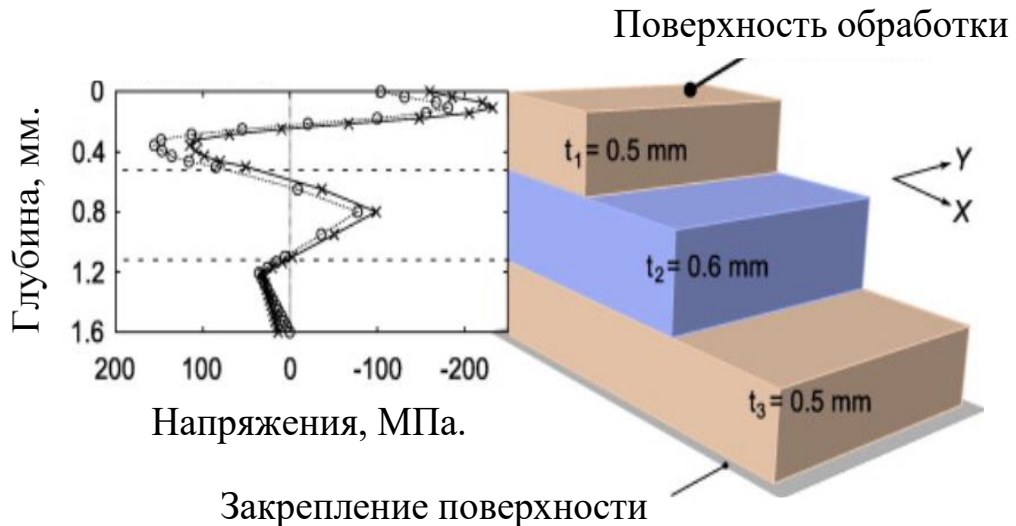 Поверхность обработки
Глубина, мм.
0
0.4
0.8
1.2
1.6
200 100 0 -100 -200
Напряжения, МПа.
t₁= 0.5 mm
t₂= 0.6 mm
t₃= 0.5 mm
Y
X
Закрепление поверхности